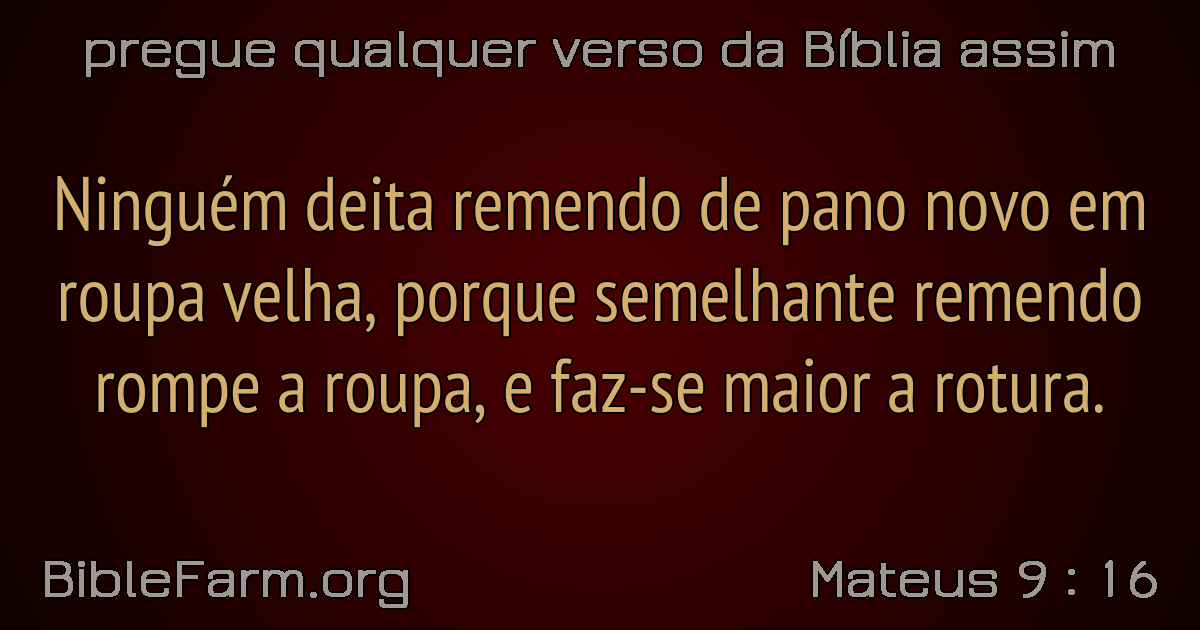 pregue qualquer verso da Bíblia assim
Ninguém deita remendo de pano novo em
roupa velha, porque semelhante remendo
rompe a roupa, e faz-se maior a rotura.
BibleFarm.org
Mateus 9 : 16